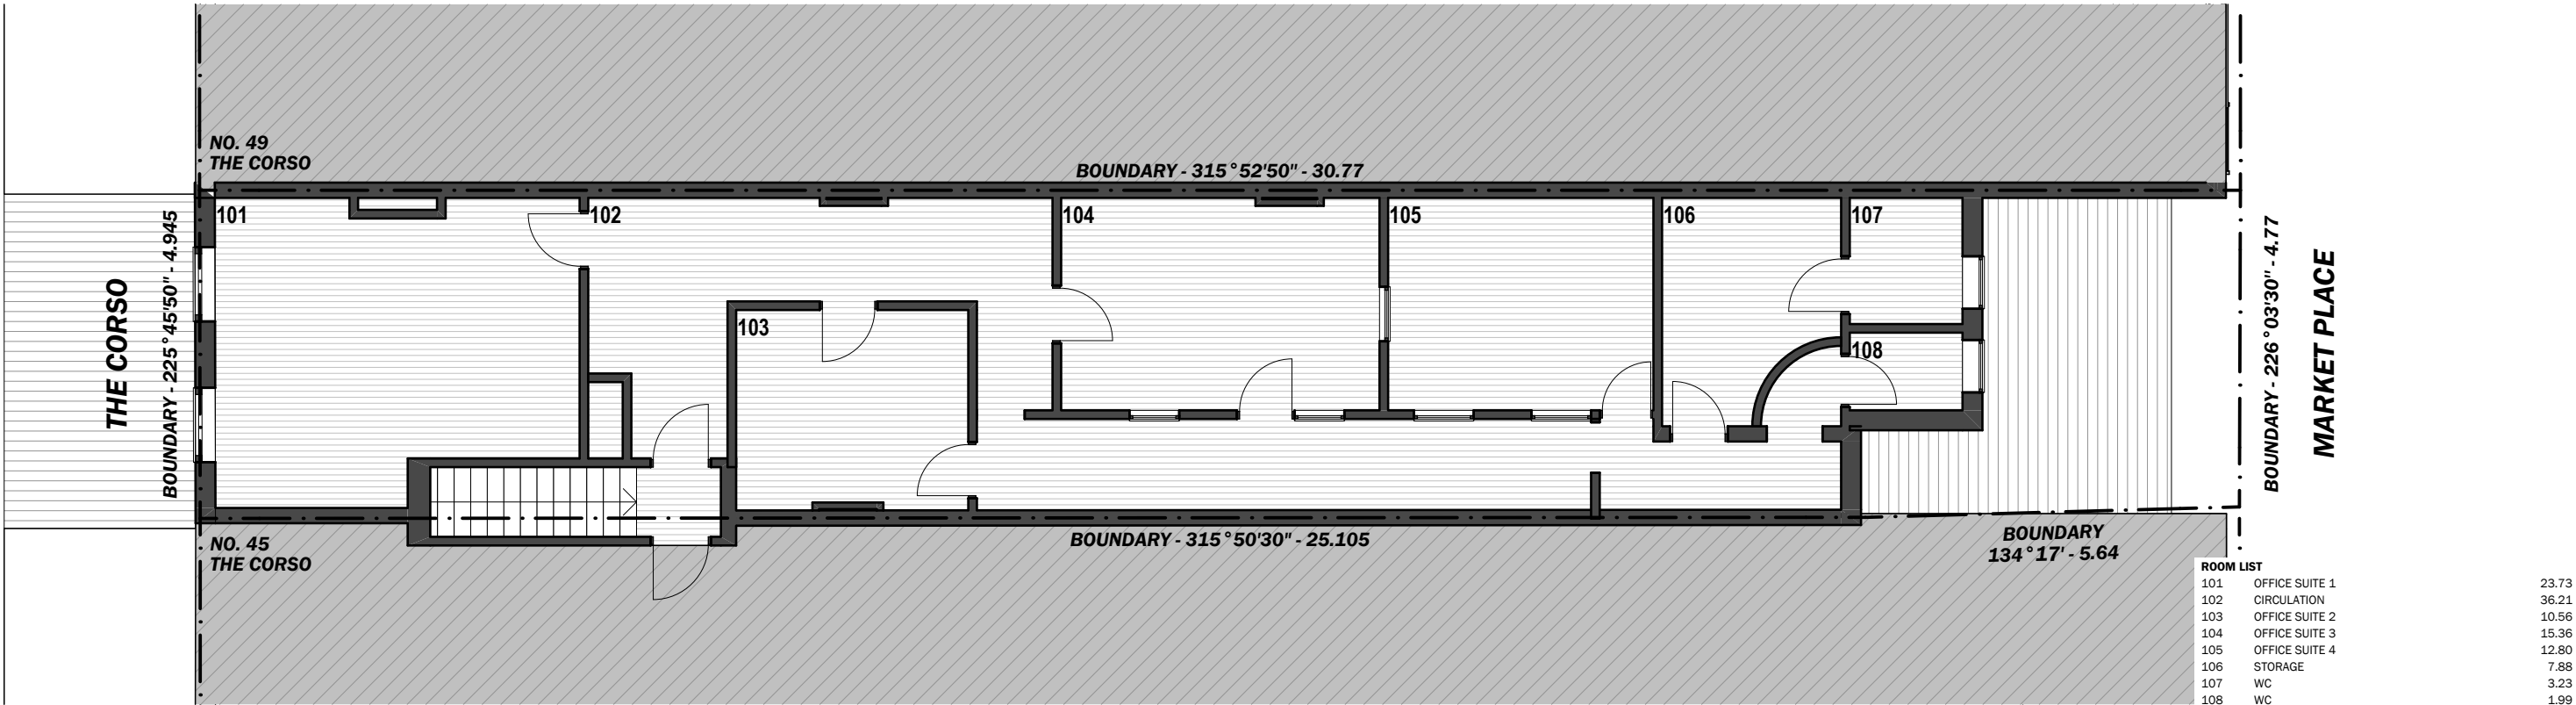 NO. 49
THE CORSO
BOUNDARY - 315°52'50" - 30.77
101
102
104
105
106
107
103
108
THE CORSO
BOUNDARY - 225°45'50" - 4.945
BOUNDARY - 226°03'30" - 4.77
MARKET PLACE
NO. 45
THE CORSO
BOUNDARY - 315°50'30" - 25.105
BOUNDARY
134°17' - 5.64
ROOM LIST
101 OFFICE SUITE 1 23.73
102 CIRCULATION 36.21
103 OFFICE SUITE 2 10.56
104 OFFICE SUITE 3 15.36
105 OFFICE SUITE 4 12.80
106 STORAGE 7.88
107 WC 3.23
108 WC 1.99